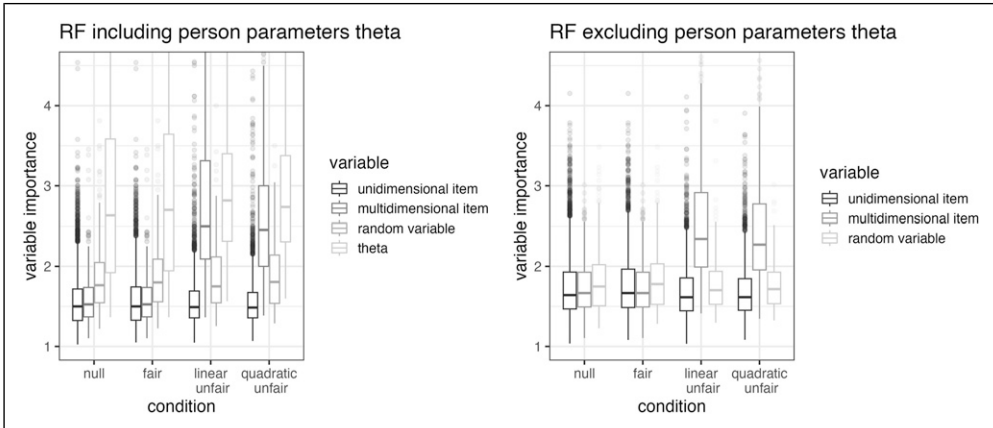 RF including person parameters theta
variable importance
4
3
2
1
null
fair
linear
unfair
quadratic
unfair
condition
variable
unidimensional item
multidimensional item
random variable
theta
RF excluding person parameters theta
variable importance
4
3
2
1
null
fair
linear
unfair
quadratic
unfair
condition
variable
unidimensional item
multidimensional item
random variable